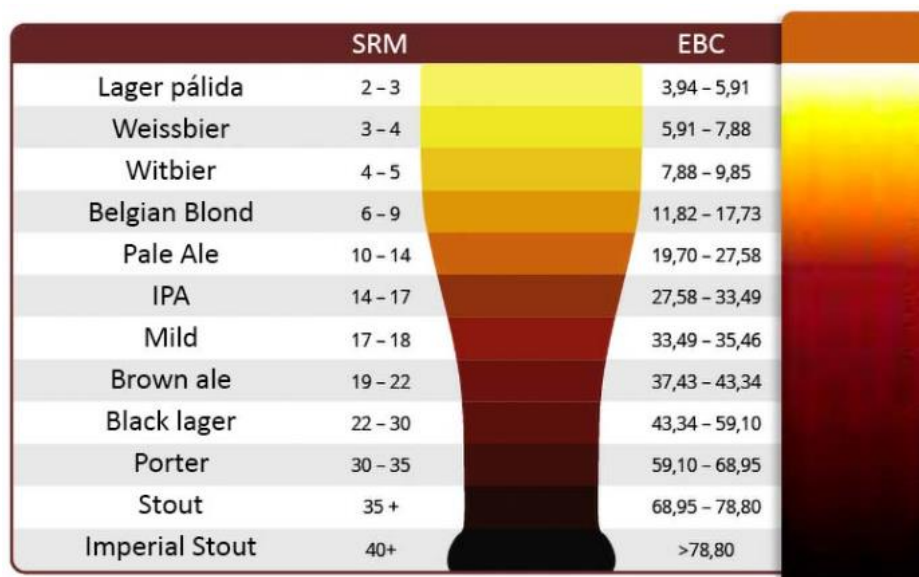 SRM EBC
Lager pálida 2 – 3 3,94 – 5,91
Weissbier 3 – 4 5,91 – 7,88
Witbier 4 – 5 7,88 – 9,85
Belgian Blond 6 – 9 11,82 – 17,73
Pale Ale 10 – 14 19,70 – 27,58
IPA 14 – 17 27,58 – 33,49
Mild 17 – 18 33,49 – 35,46
Brown ale 19 – 22 37,43 – 43,34
Black lager 22 – 30 43,34 – 59,10
Porter 30 – 35 59,10 – 68,95
Stout 35 + 68,95 – 78,80
Imperial Stout 40+ >78,80